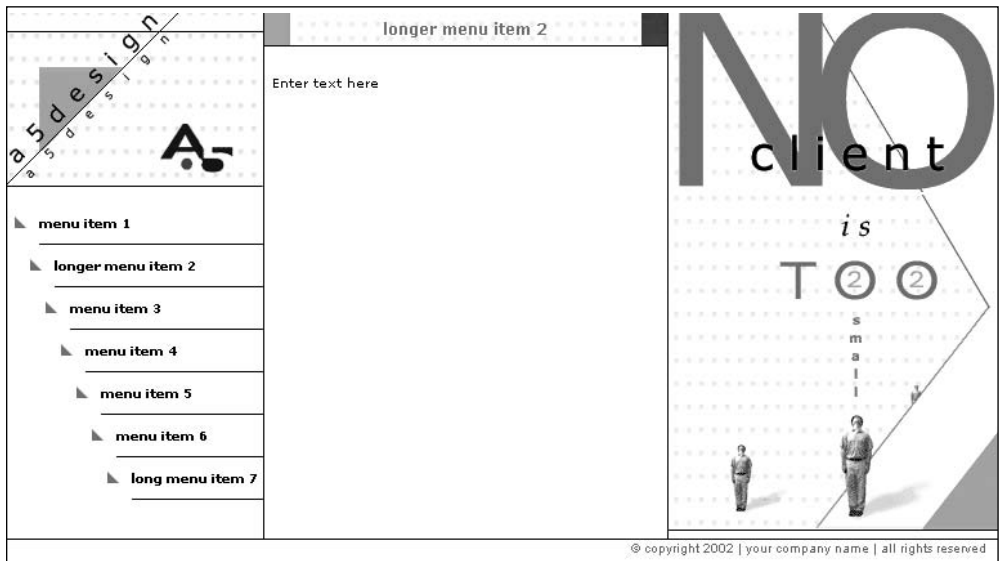 a5design
a5design
A5
menu item 1
longer menu item 2
menu item 3
menu item 4
menu item 5
menu item 6
long menu item 7
longer menu item 2
Enter text here
NO
client
is
TOO
2 2
small
© copyright 2002 | your company name | all rights reserved